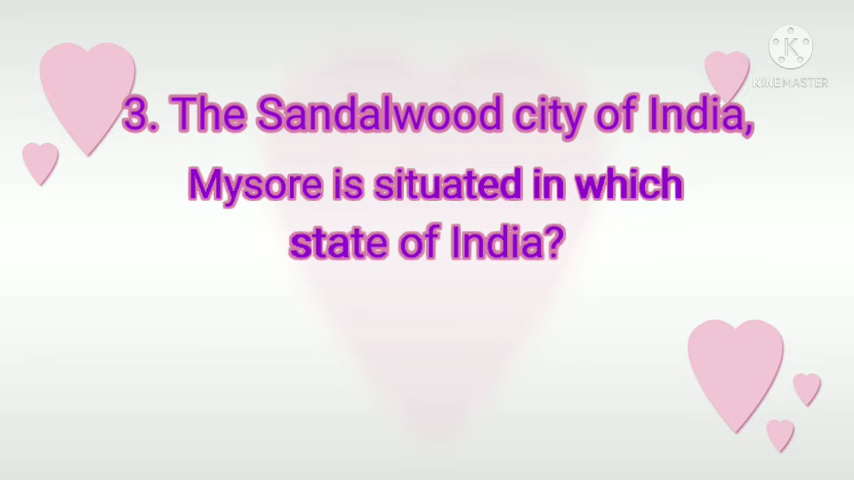 K
KINEMASTER
3. The Sandalwood city of India,
Mysore is situated in which
state of India?